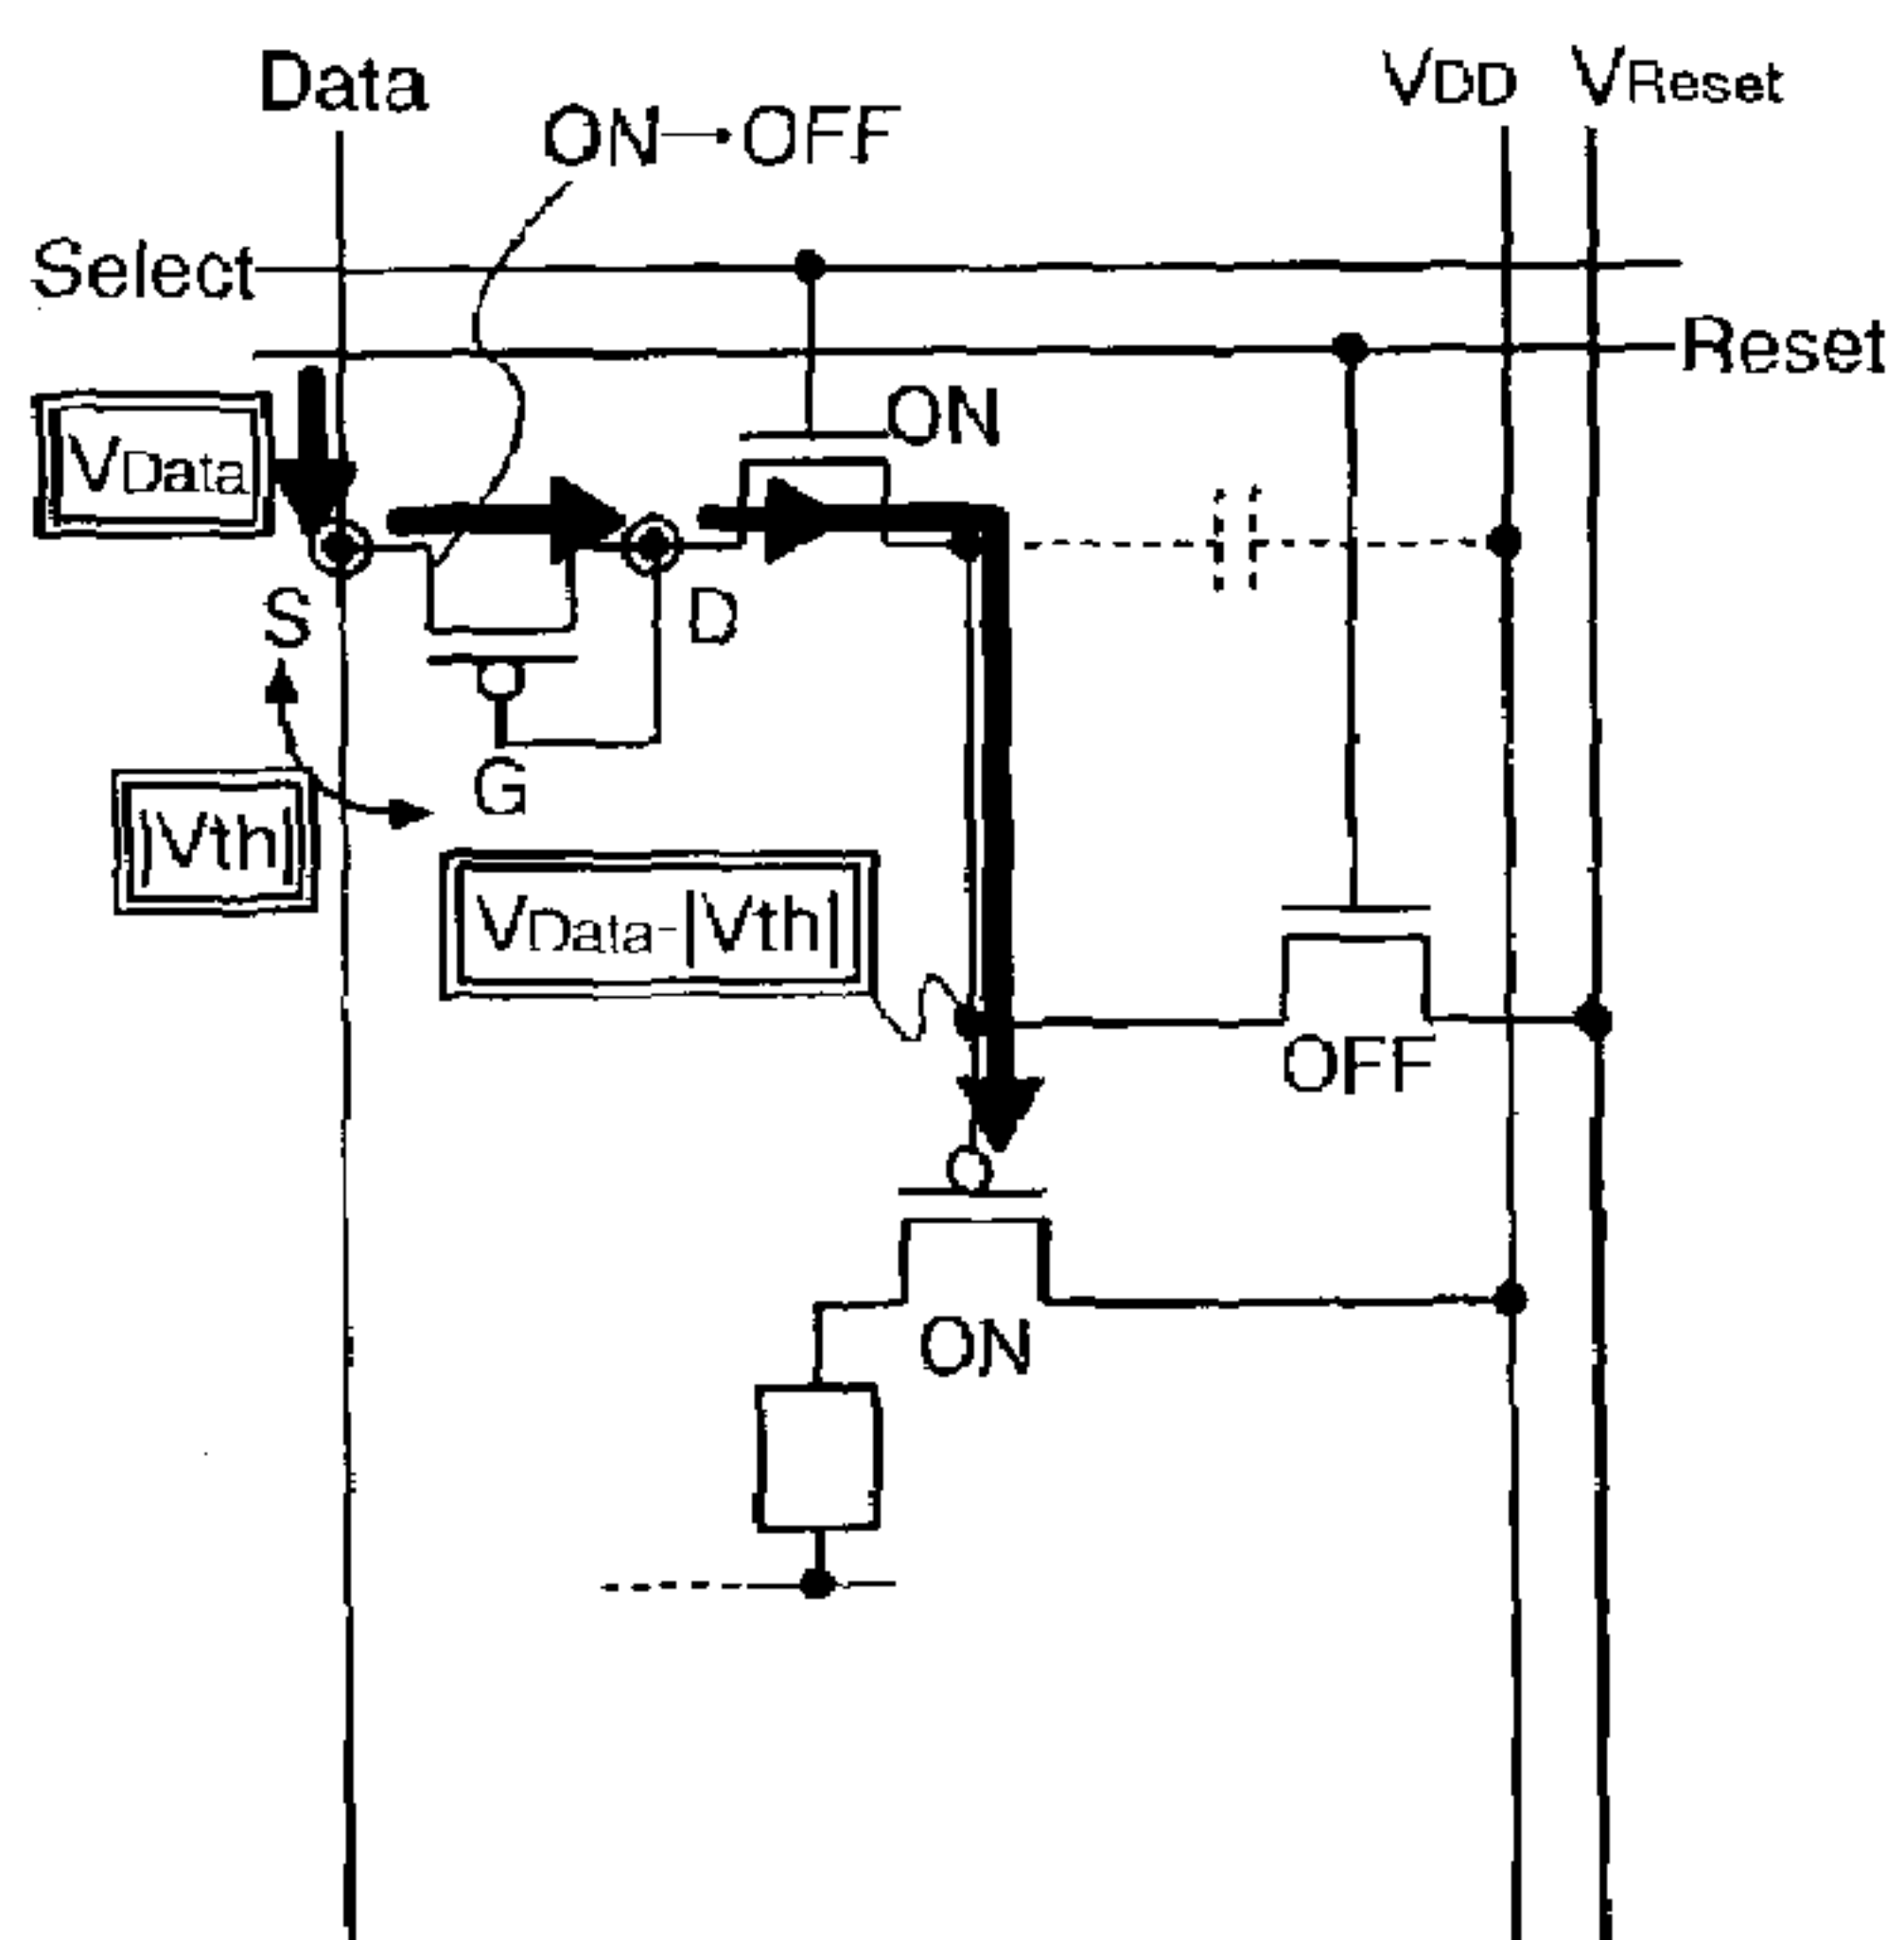 Data
VDD
VReset
ON→OFF
Select
Reset
ON
VData
S
D
G
|Vth|
VData-|Vth|
OFF
ON